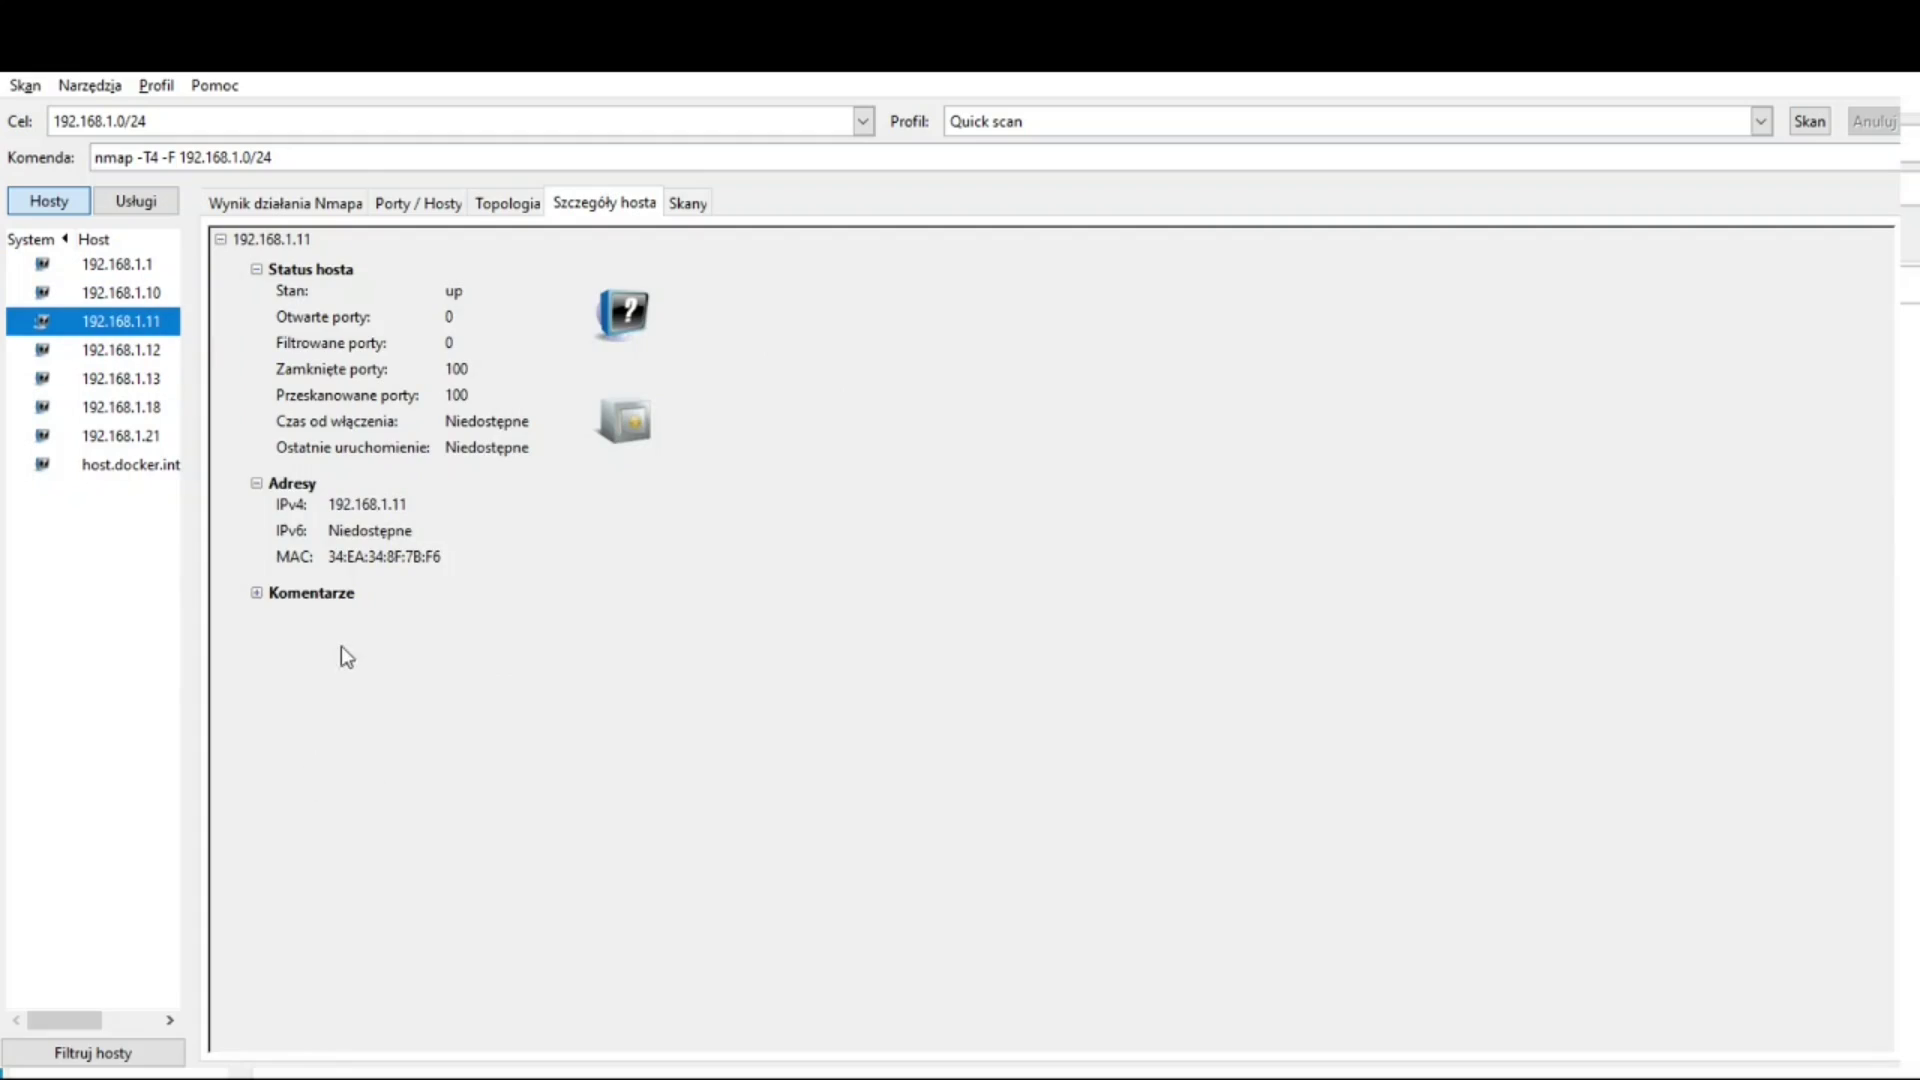 Skan Narzędzia Profil Pomoc
Cel: 192.168.1.0/24 Profil: Quick scan Skan Anuluj
Komenda: nmap -T4 -F 192.168.1.0/24
Hosty Usługi
Wynik działania Nmapa Porty / Hosty Topologia Szczegóły hosta Skany
System Host
192.168.1.1
192.168.1.10
192.168.1.11
192.168.1.12
192.168.1.13
192.168.1.18
192.168.1.21
host.docker.int
192.168.1.11
Status hosta
Stan: up
Otwarte porty: 0
Filtrowane porty: 0
Zamknięte porty: 100
Przeskanowane porty: 100
Czas od włączenia: Niedostępne
Ostatnie uruchomienie: Niedostępne
Adresy
IPv4: 192.168.1.11
IPv6: Niedostępne
MAC: 34:EA:34:8F:7B:F6
Komentarze
Filtruj hosty